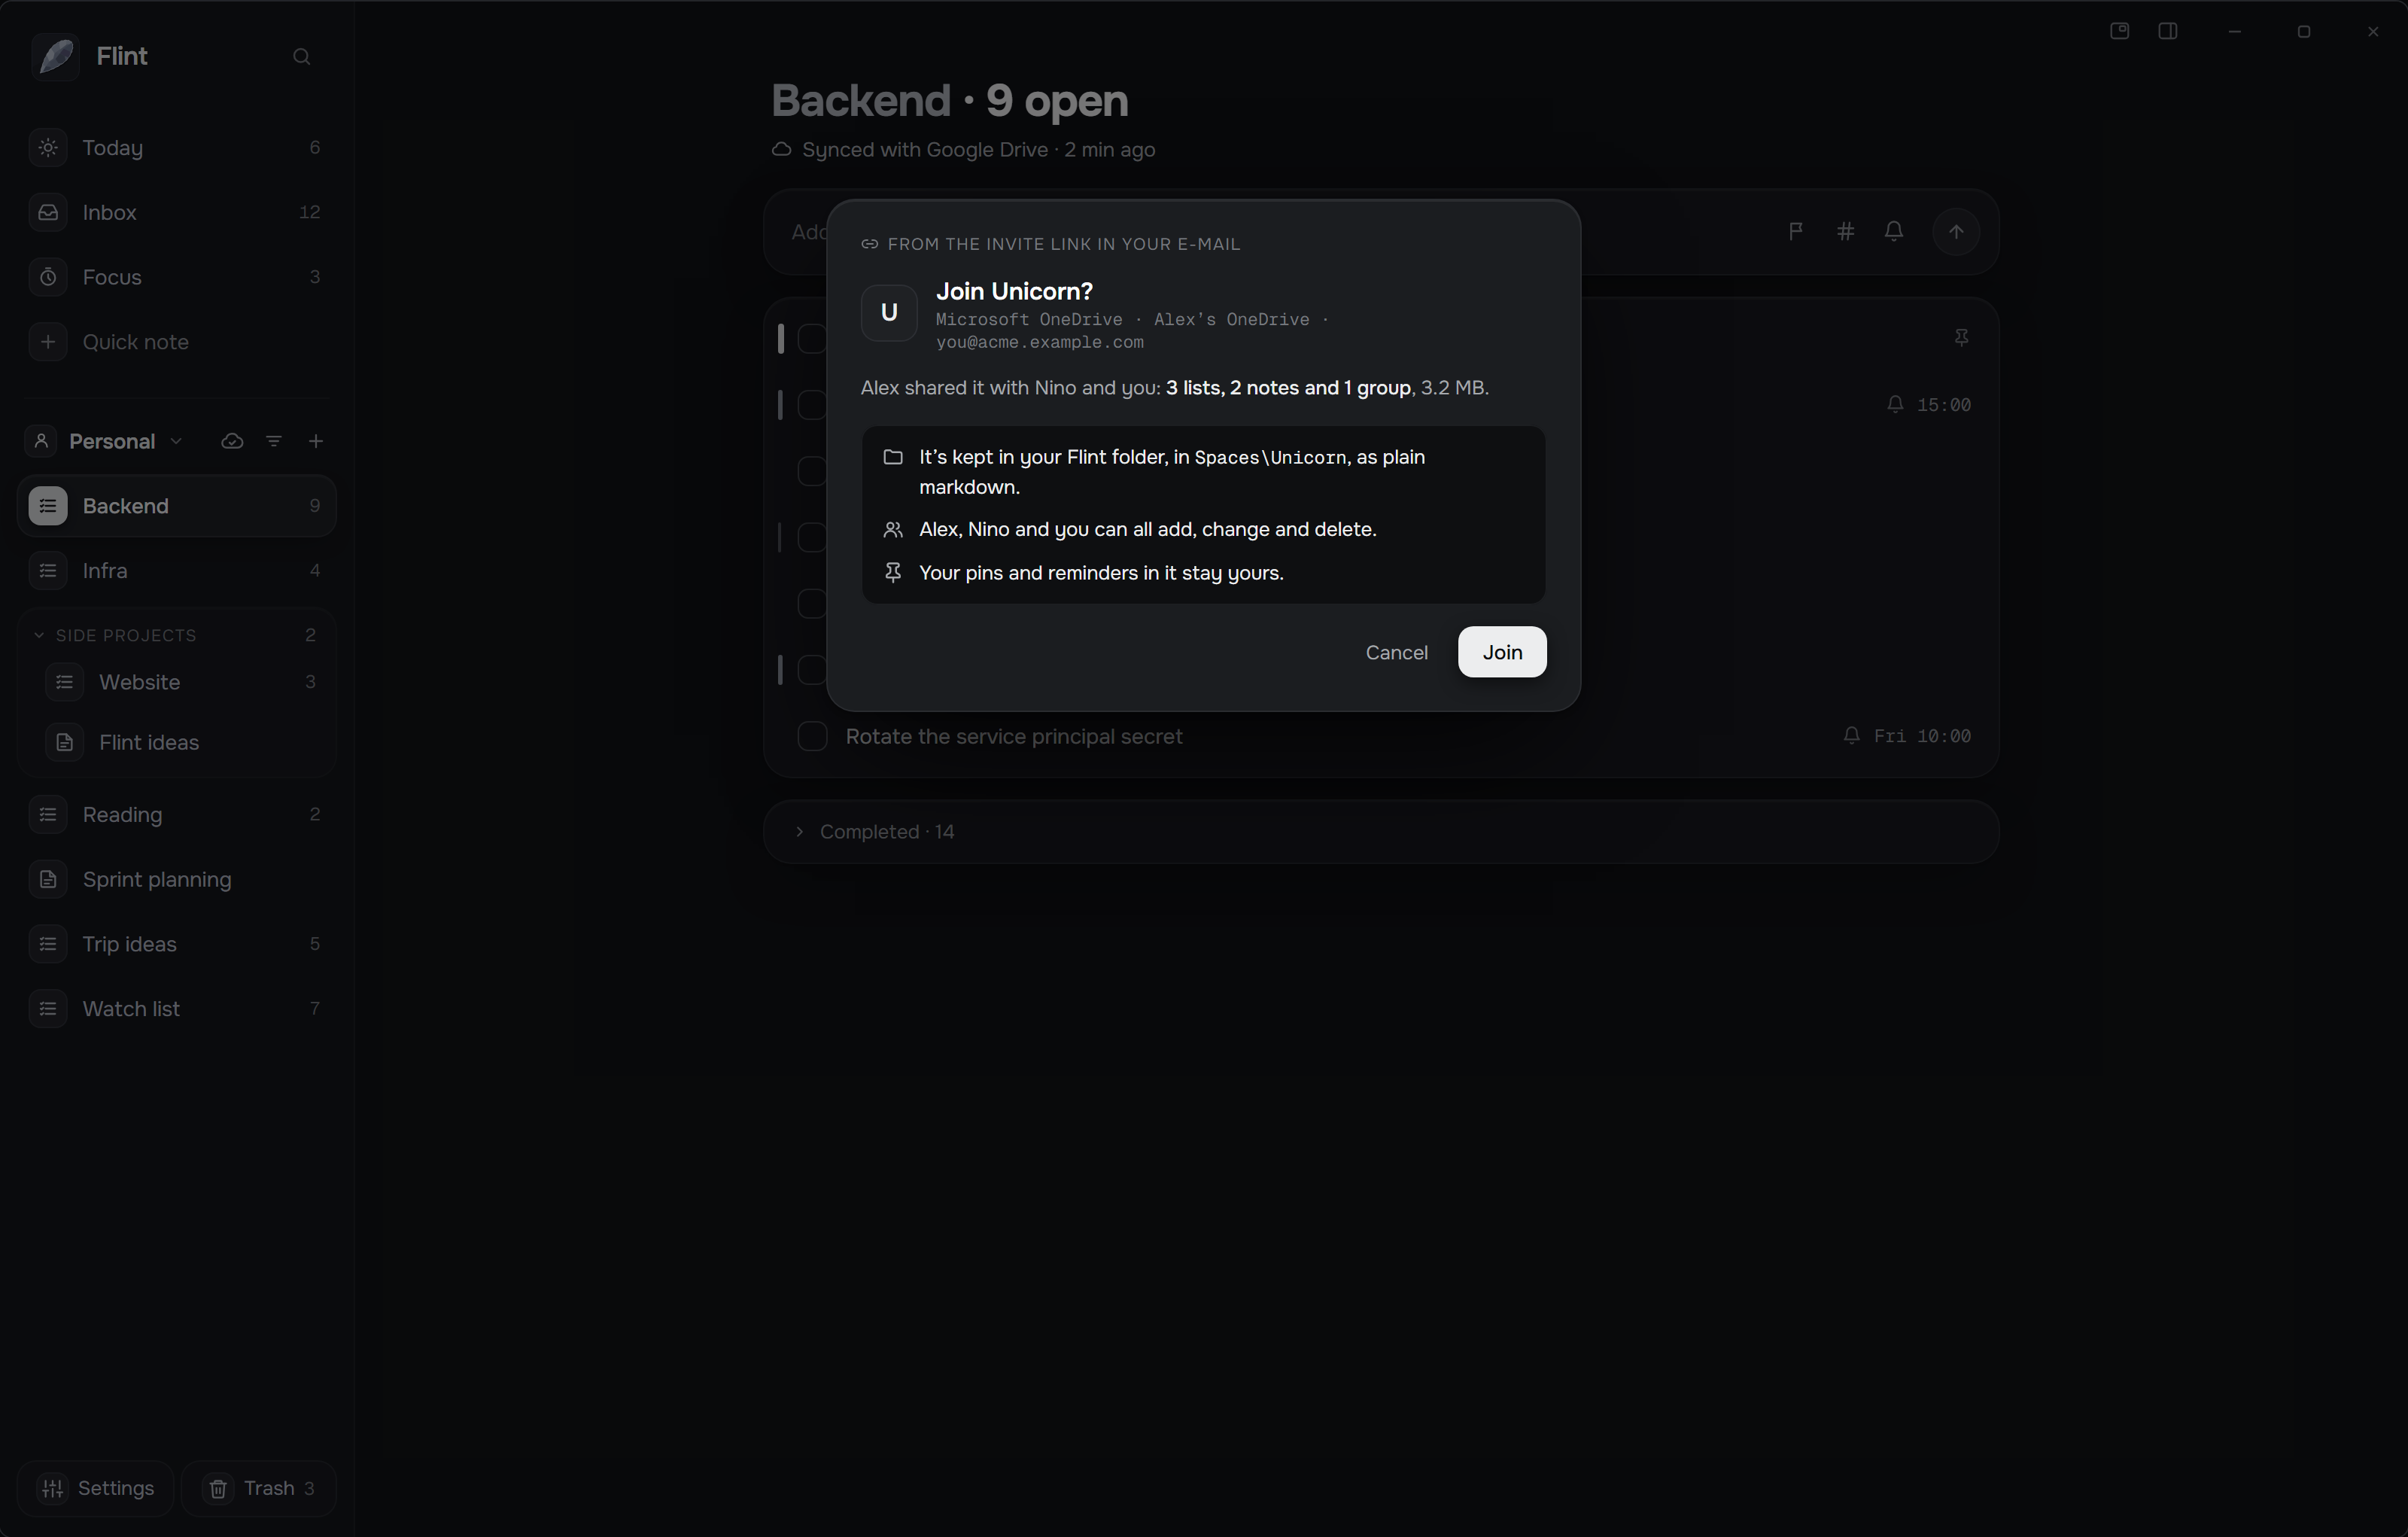 Flint
Today 6
Inbox 12
Focus 3
Quick note
Personal
Backend 9
Infra 4
SIDE PROJECTS 2
Website 3
Flint ideas
Reading 2
Sprint planning
Trip ideas 5
Watch list 7
Settings
Trash 3
Backend · 9 open
Synced with Google Drive · 2 min ago
FROM THE INVITE LINK IN YOUR E-MAIL
U
Join Unicorn?
Microsoft OneDrive · Alex's OneDrive ·
you@acme.example.com
Alex shared it with Nino and you: 3 lists, 2 notes and 1 group, 3.2 MB.
It's kept in your Flint folder, in Spaces\Unicorn, as plain
markdown.
Alex, Nino and you can all add, change and delete.
Your pins and reminders in it stay yours.
Cancel
Join
15:00
Rotate the service principal secret
Fri 10:00
Completed · 14